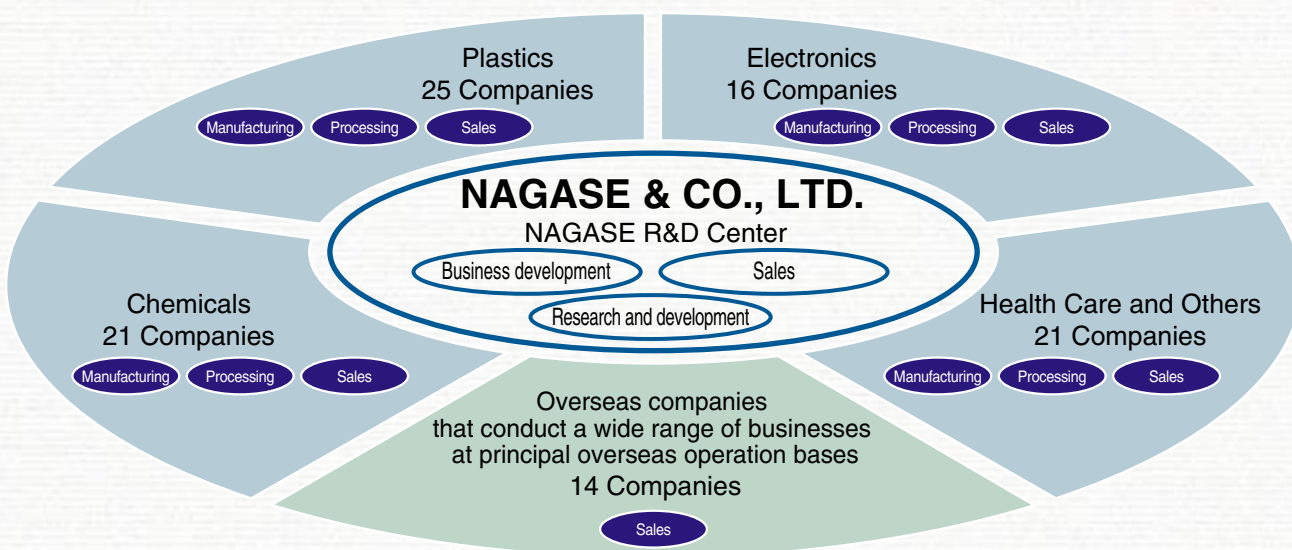 Plastics
25 Companies
Manufacturing
Processing
Sales
Electronics
16 Companies
Manufacturing
Processing
Sales
NAGASE & CO., LTD.
NAGASE R&D Center
Business development
Sales
Research and development
Chemicals
21 Companies
Manufacturing
Processing
Sales
Health Care and Others
21 Companies
Manufacturing
Processing
Sales
Overseas companies
that conduct a wide range of businesses
at principal overseas operation bases
14 Companies
Sales